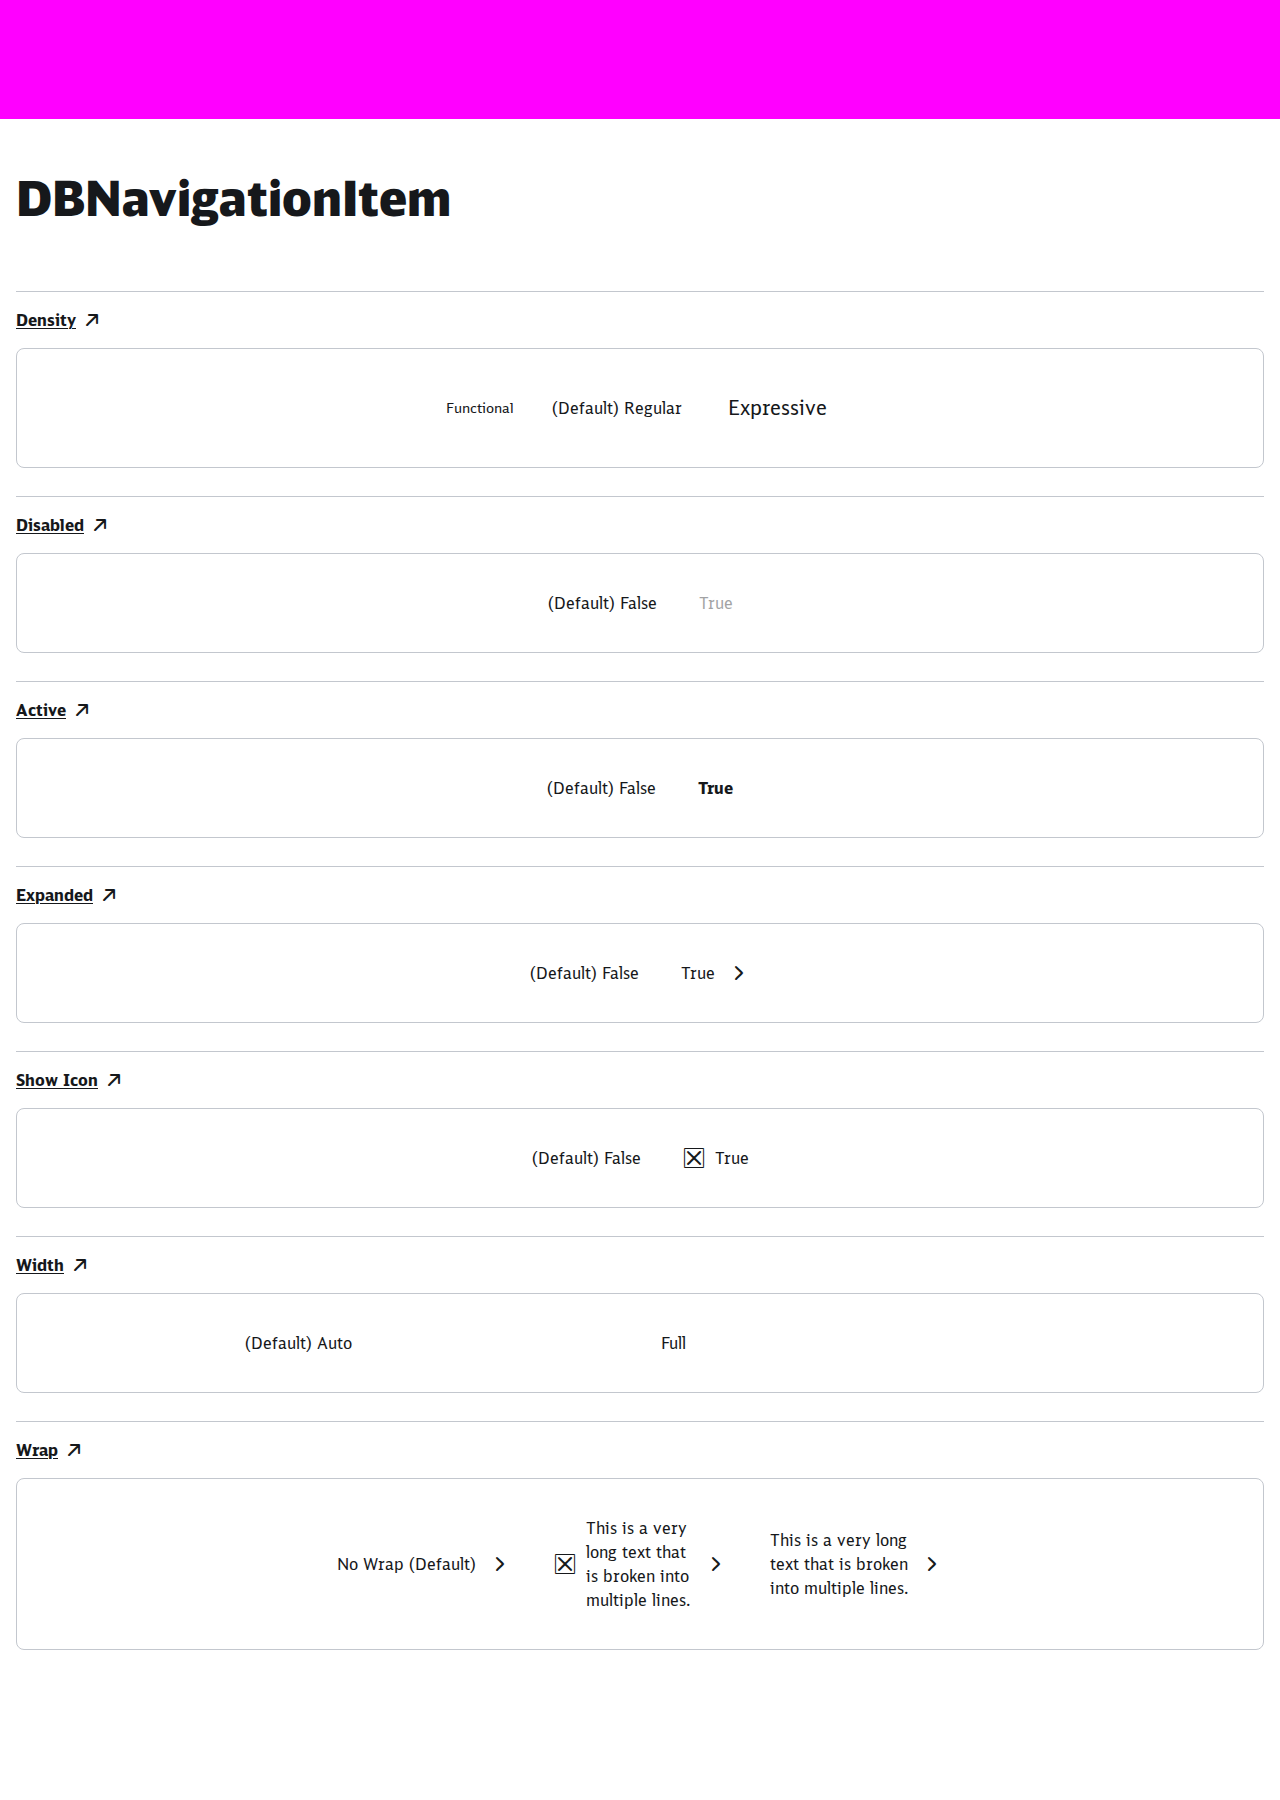 DBNavigationItem
Density
Functional (Default) Regular Expressive
Disabled
(Default) False True
Active
(Default) False True
Expanded
(Default) False True
Show Icon
(Default) False True
Width
(Default) Auto Full
Wrap
No Wrap (Default)
This is a very
long text that
is broken into
multiple lines.
This is a very long
text that is broken
into multiple lines.